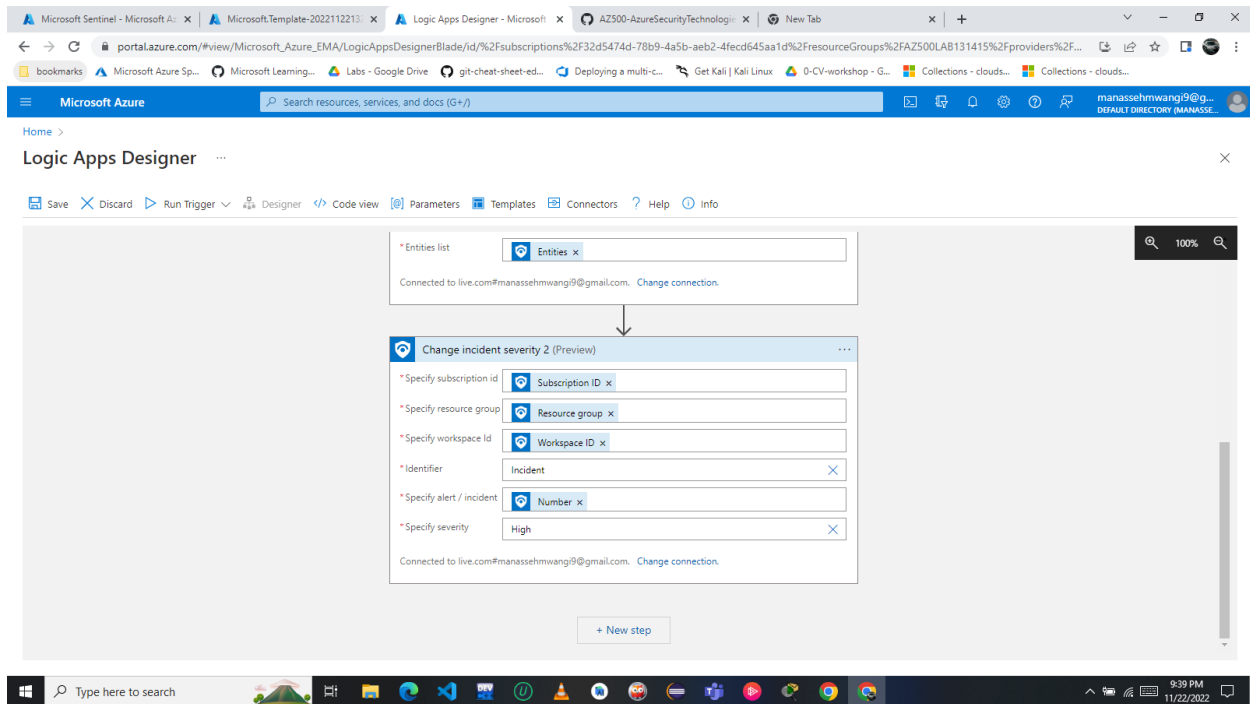 Microsoft Sentinel - Microsoft Az
Microsoft.Template-2022112213
Logic Apps Designer - Microsoft
AZ500-AzureSecurityTechnologie
New Tab
portal.azure.com/#view/Microsoft_Azure_EMA/LogicAppsDesignerBlade/id/%2Fsubscriptions%2F32d5474d-78b9-4a5b-aeb2-4fecd645aa1d%2FresourceGroups%2FAZ500LAB131415%2Fproviders%2F...
bookmarks
Microsoft Azure Sp...
Microsoft Learning...
Labs - Google Drive
git-cheat-sheet-ed...
Deploying a multi-c...
Get Kali | Kali Linux
0-CV-workshop - G...
Collections - clouds...
Collections - clouds...
Microsoft Azure
Search resources, services, and docs (G+/)
manassehmwangi9@g...
DEFAULT DIRECTORY (MANASSE...
Home >
Logic Apps Designer ...
Save
Discard
Run Trigger
Designer
Code view
Parameters
Templates
Connectors
Help
Info
100%
*Entities list
Entities ×
Connected to live.com#manassehmwangi9@gmail.com. Change connection.
Change incident severity 2 (Preview)
*Specify subscription id
Subscription ID ×
*Specify resource group
Resource group ×
*Specify workspace Id
Workspace ID ×
*Identifier
Incident
*Specify alert / incident
Number ×
*Specify severity
High
Connected to live.com#manassehmwangi9@gmail.com. Change connection.
+ New step
Type here to search
DEV
9:39 PM
11/22/2022